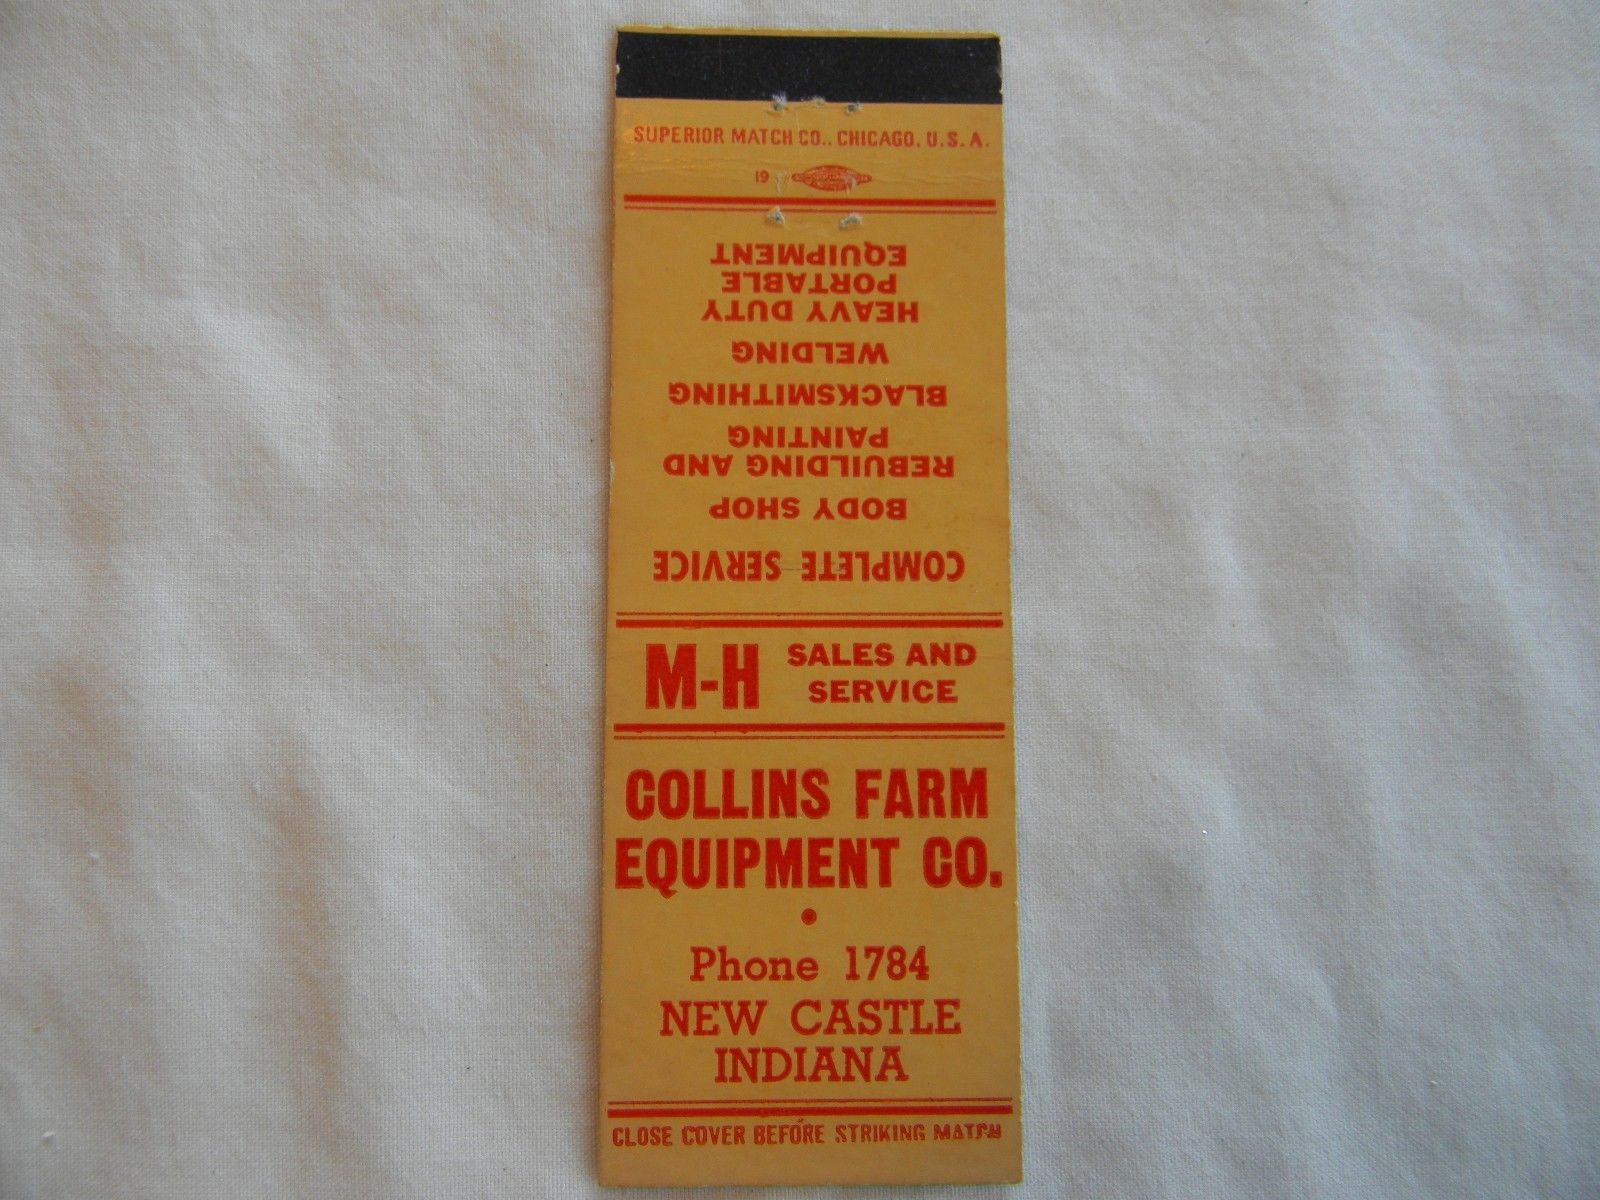 SUPERIOR MATCH CO., CHICAGO, U.S.A.
19
COMPLETE SERVICE
BODY SHOP
REBUILDING AND
PAINTING
BLACKSMITHING
WELDING
HEAVY DUTY
PORTABLE
EQUIPMENT
M-H SALES AND
SERVICE
COLLINS FARM
EQUIPMENT CO.
•
Phone 1784
NEW CASTLE
INDIANA
CLOSE COVER BEFORE STRIKING MATCH